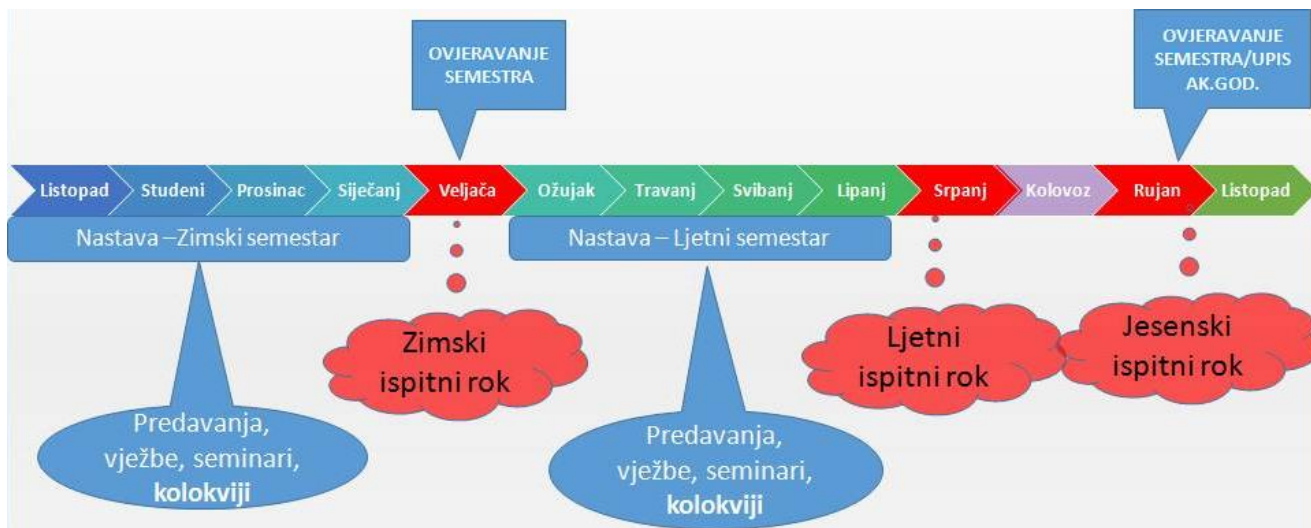 OVJERAVANJE
SEMESTRA
OVJERAVANJE
SEMESTRA/UPIS
AK.GOD.
Listopad
Studeni
Prosinac
Siječanj
Veljača
Ožujak
Travanj
Svibanj
Lipanj
Srpanj
Kolovoz
Rujan
Listopad
Nastava –Zimski semestar
Nastava – Ljetni semestar
Zimski
ispitni rok
Ljetni
ispitni rok
Jesenski
ispitni rok
Predavanja,
vježbe, seminari,
kolokviji
Predavanja,
vježbe, seminari,
kolokviji